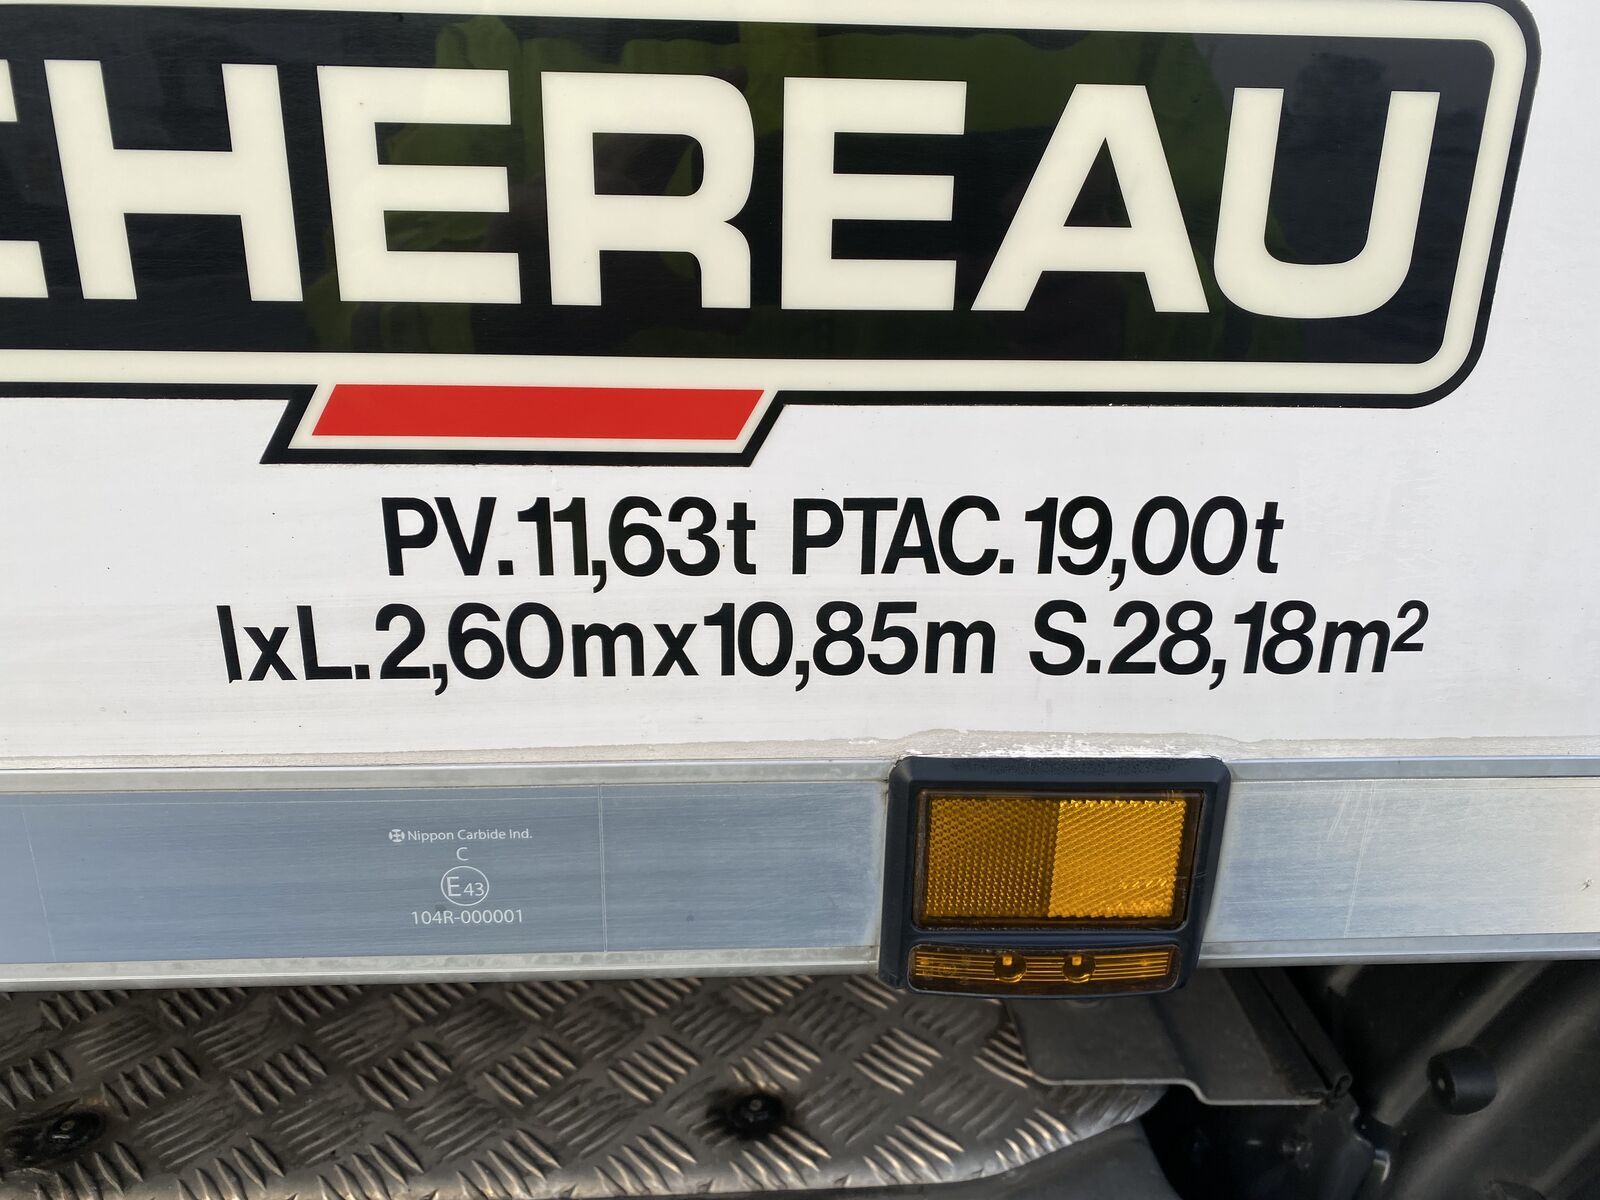 CHEREAU
PV.11,63t PTAC.19,00t
lxL.2,60mx10,85m S.28,18m²
Nippon Carbide Ind.
C
E43
104R-000001